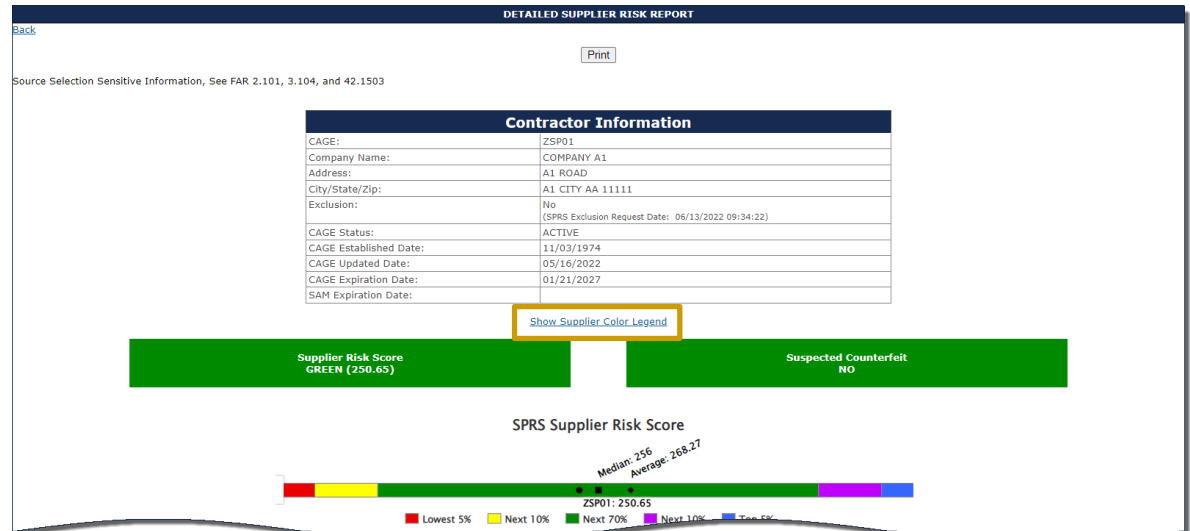 DETAILED SUPPLIER RISK REPORT
Back
Print
Source Selection Sensitive Information, See FAR 2.101, 3.104, and 42.1503
Contractor Information
CAGE: ZSP01
Company Name: COMPANY A1
Address: A1 ROAD
City/State/Zip: A1 CITY AA 11111
Exclusion: No
(SPRS Exclusion Request Date: 06/13/2022 09:34:22)
CAGE Status: ACTIVE
CAGE Established Date: 11/03/1974
CAGE Updated Date: 05/16/2022
CAGE Expiration Date: 01/21/2027
SAM Expiration Date:
Show Supplier Color Legend
Supplier Risk Score
GREEN (250.65)
Suspected Counterfeit
NO
SPRS Supplier Risk Score
Median: 256
Average: 268.27
ZSP01: 250.65
Lowest 5% Next 10% Next 70% Next 10% Top 5%